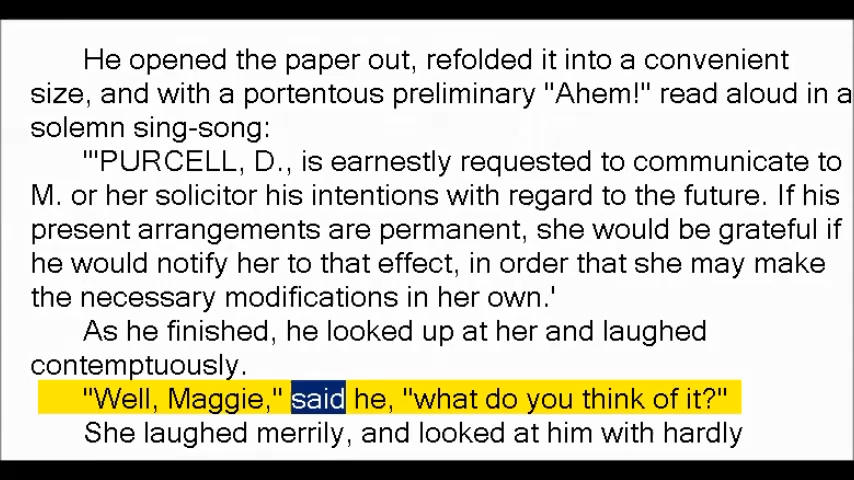 He opened the paper out, refolded it into a convenient
size, and with a portentous preliminary "Ahem!" read aloud in a
solemn sing-song:
"'PURCELL, D., is earnestly requested to communicate to
M. or her solicitor his intentions with regard to the future. If his
present arrangements are permanent, she would be grateful if
he would notify her to that effect, in order that she may make
the necessary modifications in her own.'
As he finished, he looked up at her and laughed
contemptuously.
"Well, Maggie," said he, "what do you think of it?"
She laughed merrily, and looked at him with hardly